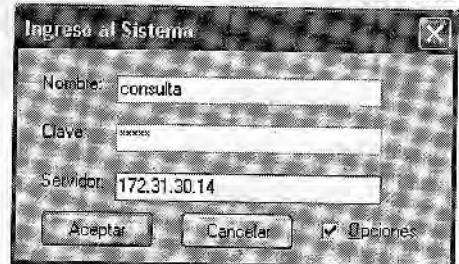 Ingreso al Sistema
Nombre: consulta
Clave: *****
Servidor: 172.31.30.14
Aceptar Cancelar Opciones